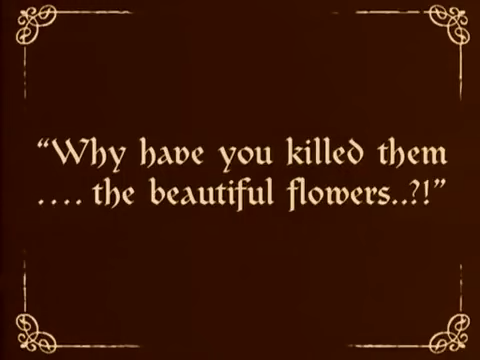 “Why have you killed them
.... the beautiful flowers..?!”